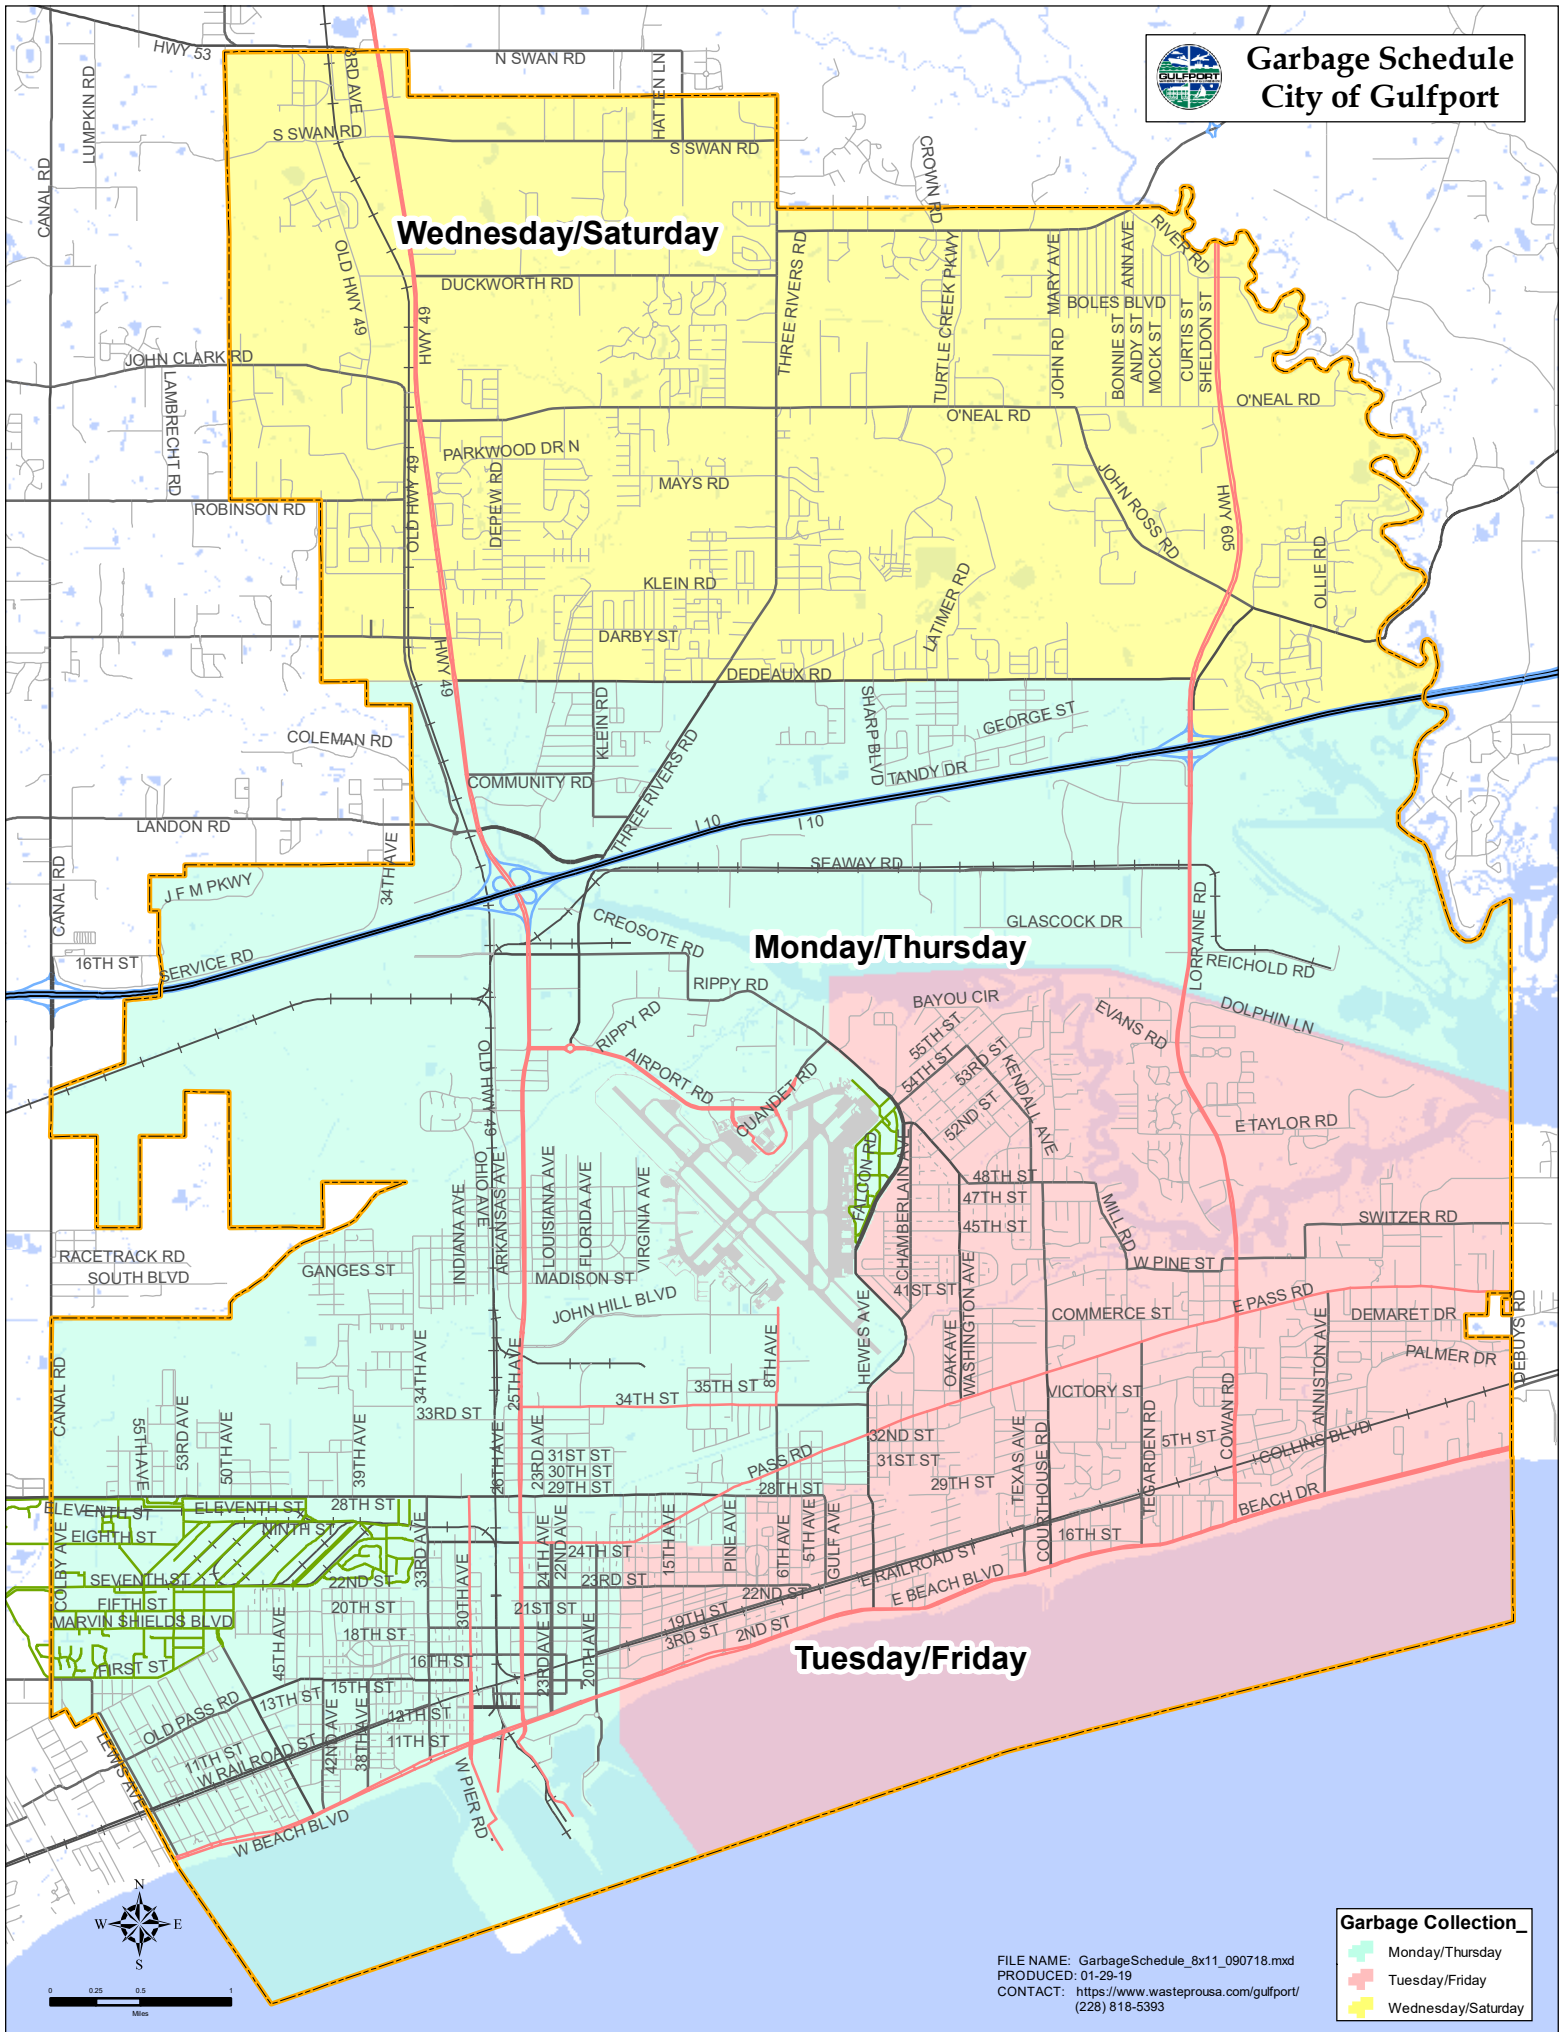 Garbage Schedule
City of Gulfport
GULFPORT
HWY 53
3RD AVE
N SWAN RD
HATTEN LN
LUMPKIN RD
CANAL RD
S SWAN RD
S SWAN RD
CROWN RD
Wednesday/Saturday
OLD HWY 49
DUCKWORTH RD
HWY 49
THREE RIVERS RD
TURTLE CREEK PKWY
MARY AVE
ANN AVE
RIVER RD
BOLES BLVD
JOHN RD
BONNIE ST
ANDY ST
MOCK ST
CURTIS ST
SHELDON ST
JOHN CLARK RD
LAMBRECHT RD
O'NEAL RD
O'NEAL RD
PARKWOOD DR N
OLD HWY 49
DEPEW RD
MAYS RD
JOHN ROSS RD
HWY 605
ROBINSON RD
KLEIN RD
LATIMER RD
OLLIE RD
DARBY ST
HWY 49
DEDEAUX RD
KLEIN RD
SHARP BLVD
GEORGE ST
COLEMAN RD
COMMUNITY RD
THREE RIVERS RD
TANDY DR
I 10
I 10
LANDON RD
34TH AVE
SEAWAY RD
J F M PKWY
CANAL RD
CREOSOTE RD
GLASCOCK DR
LORRAINE RD
Monday/Thursday
16TH ST
SERVICE RD
RIPPY RD
REICHOLD RD
BAYOU CIR
DOLPHIN LN
RIPPY RD
EVANS RD
55TH ST
54TH ST
53RD ST
KENDALL AVE
52ND ST
OLD HWY 49
AIRPORT RD
CUANDET RD
E TAYLOR RD
FALCON RD
CHAMBERLAIN AVE
OHIO AVE
ARKANSAS AVE
INDIANA AVE
LOUISIANA AVE
FLORIDA AVE
VIRGINIA AVE
48TH ST
47TH ST
45TH ST
MILL RD
SWITZER RD
RACETRACK RD
SOUTH BLVD
GANGES ST
MADISON ST
W PINE ST
JOHN HILL BLVD
41ST ST
WASHINGTON AVE
OAK AVE
COMMERCE ST
E PASS RD
DEMARET DR
DEBUYS RD
PALMER DR
ANNISTON AVE
HEWES AVE
8TH AVE
34TH AVE
25TH AVE
35TH ST
34TH ST
33RD ST
VICTORY ST
COWAN RD
CANAL RD
55TH AVE
53RD AVE
50TH AVE
39TH AVE
26TH AVE
23RD AVE
31ST ST
30TH ST
29TH ST
PASS RD
28TH ST
32ND ST
31ST ST
29TH ST
TEXAS AVE
COURTHOUSE RD
TEGARDEN RD
5TH ST
COLLINS BLVD
BEACH DR
16TH ST
ELEVENTH ST
ELEVENTH ST
28TH ST
EIGHTH ST
NINTH ST
COLBY AVE
SEVENTH ST
22ND ST
FIFTH ST
MARVIN SHIELDS BLVD
20TH ST
18TH ST
FIRST ST
33RD AVE
30TH AVE
24TH AVE
22ND AVE
24TH ST
23RD ST
15TH AVE
PINE AVE
6TH AVE
5TH AVE
GULF AVE
22ND ST
21ST ST
19TH ST
3RD ST
2ND ST
E RAILROAD ST
E BEACH BLVD
45TH AVE
16TH ST
15TH ST
13TH ST
12TH ST
11TH ST
23RD AVE
20TH AVE
Tuesday/Friday
OLD PASS RD
11TH ST
W RAILROAD ST
42ND AVE
38TH AVE
LEWIS AVE
W BEACH BLVD
W PIER RD
N
W
E
S
0
0.25
0.5
1
Miles
FILE NAME: GarbageSchedule_8x11_090718.mxd
PRODUCED: 01-29-19
CONTACT: https://www.wasteprousa.com/gulfport/
(228) 818-5393
Garbage Collection_
Monday/Thursday
Tuesday/Friday
Wednesday/Saturday